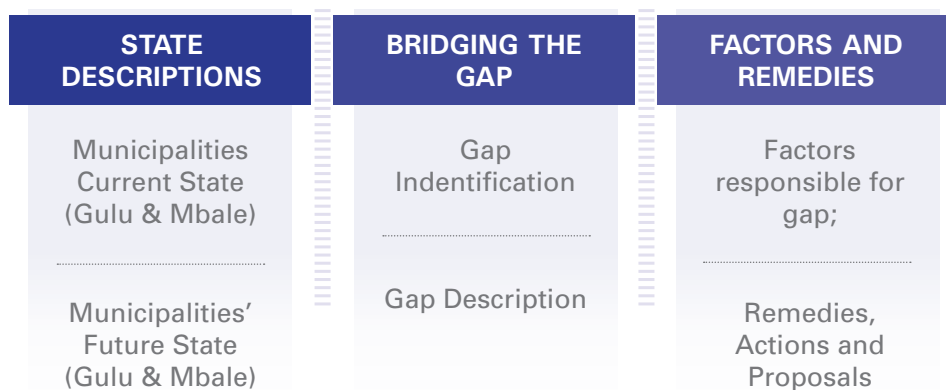 STATE
DESCRIPTIONS
Municipalities
Current State
(Gulu & Mbale)
Municipalities’
Future State
(Gulu & Mbale)
BRIDGING THE
GAP
Gap
Indentification
Gap Description
FACTORS AND
REMEDIES
Factors
responsible for
gap;
Remedies,
Actions and
Proposals